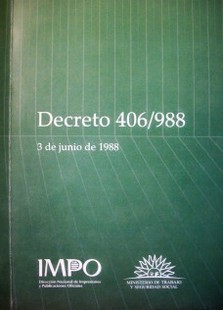 Decreto 406/988
3 de junio de 1988
IMPO
Dirección Nacional de Impresiones
y Publicaciones Oficiales
MINISTERIO DE TRABAJO
Y SEGURIDAD SOCIAL